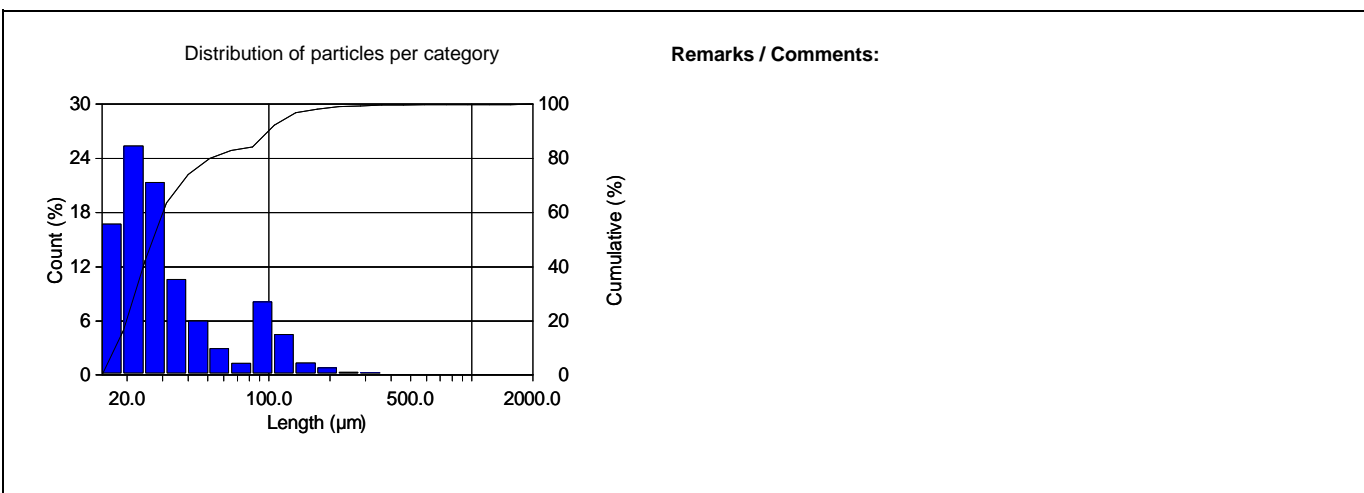 Distribution of particles per category
Remarks / Comments:
30
24
18
12
6
0
Count (%)
100
80
60
40
20
0
Cumulative (%)
20.0 100.0 500.0 2000.0
Length (µm)